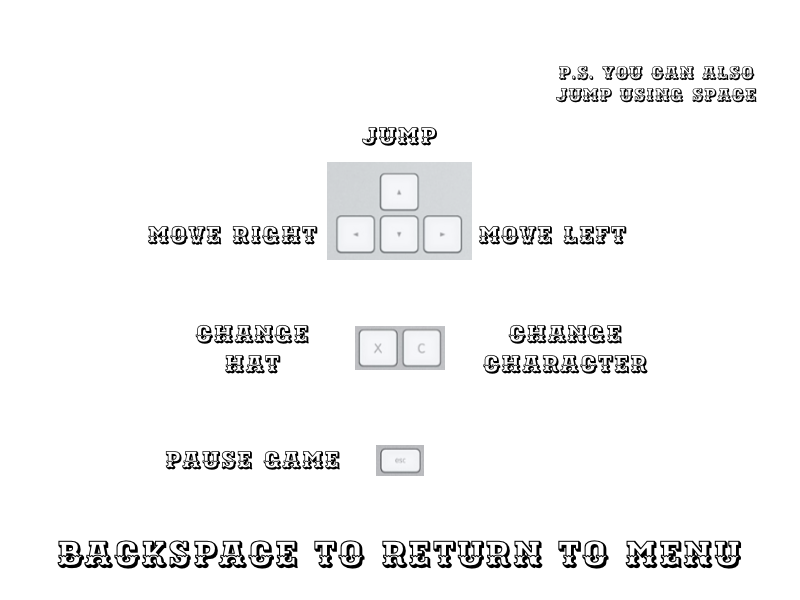 P.S. YOU CAN ALSO
JUMP USING SPACE
JUMP
MOVE RIGHT
MOVE LEFT
CHANGE
HAT
X
C
CHANGE
CHARACTER
PAUSE GAME
esc
BACKSPACE TO RETURN TO MENU